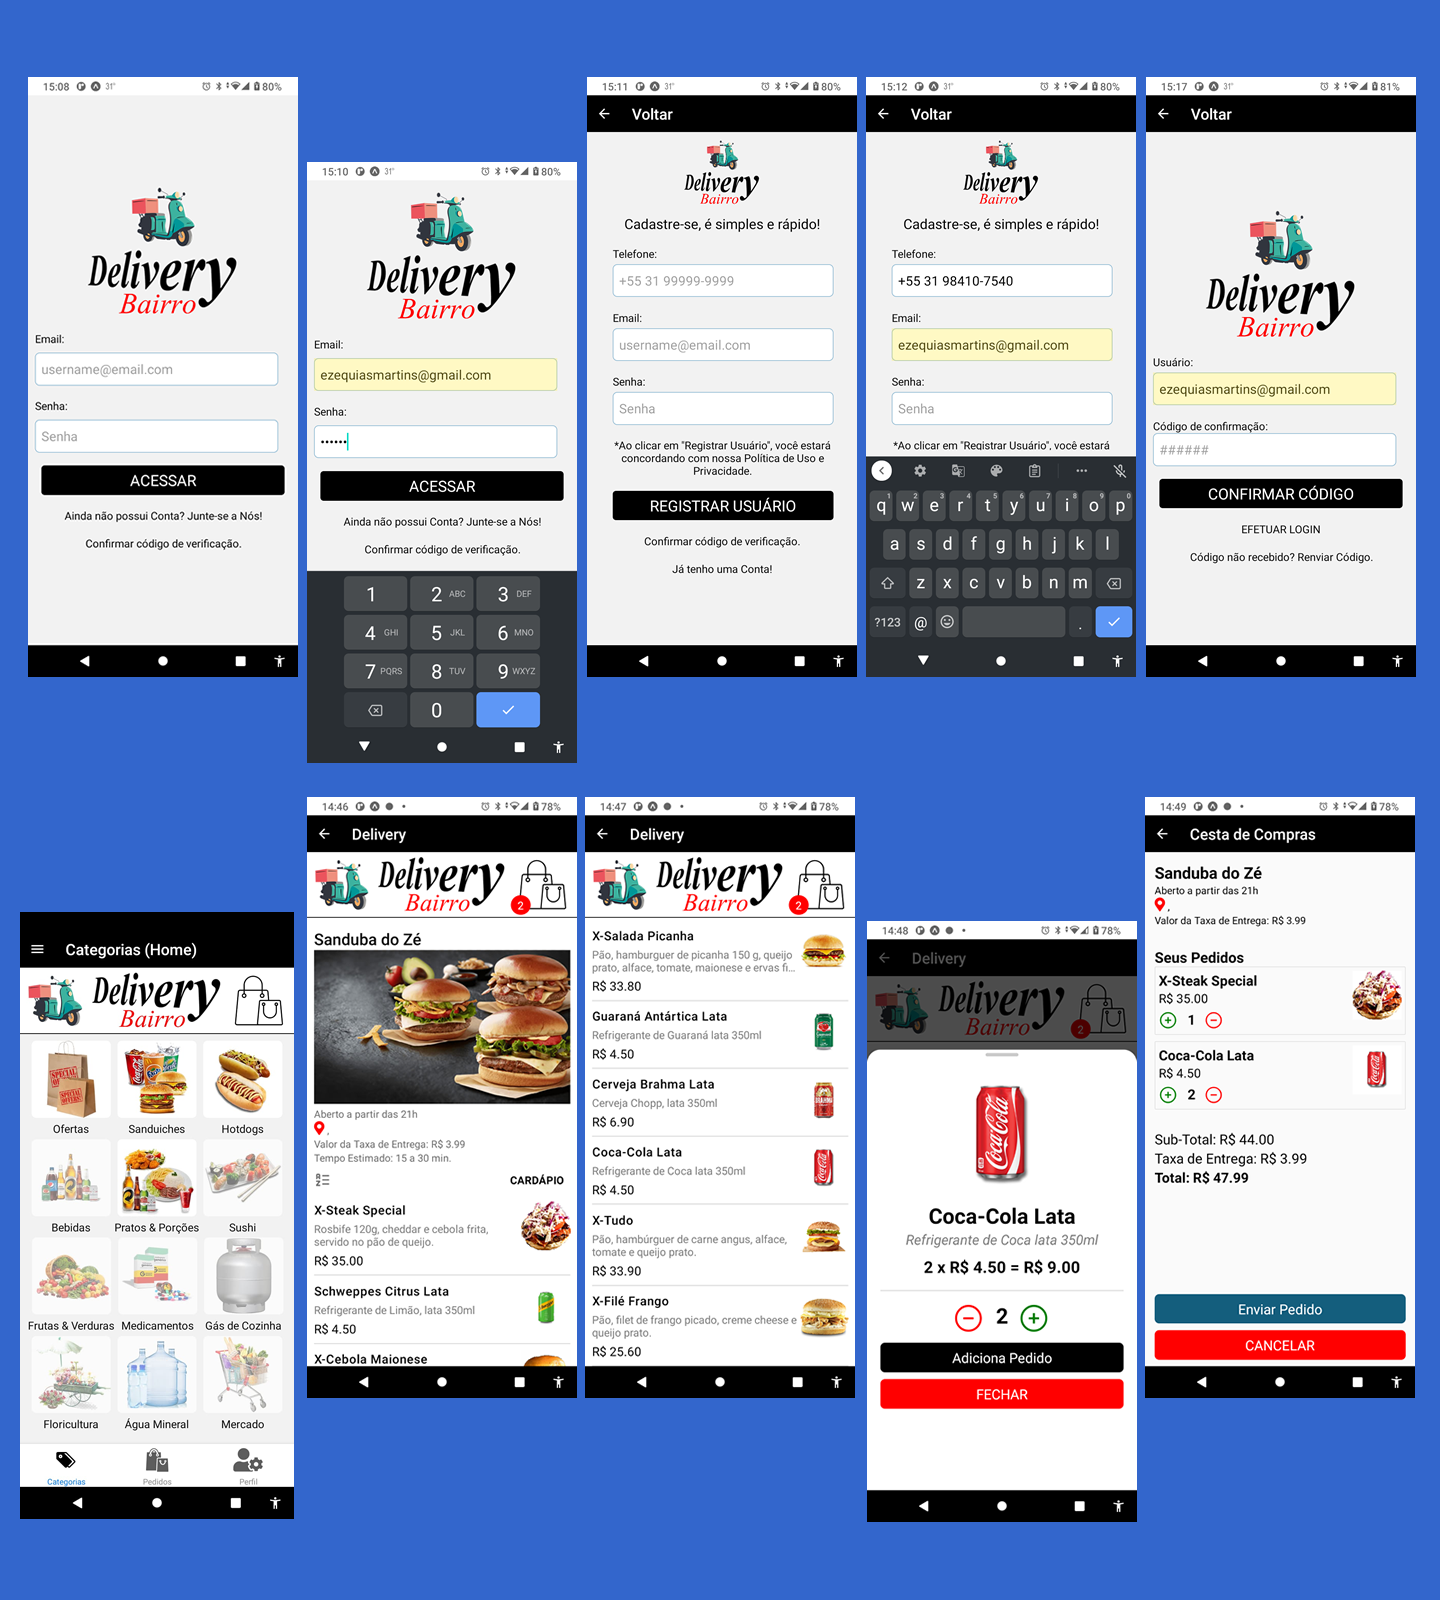 15:08 31° 80%
Delivery
Bairro
Email:
username@email.com
Senha:
Senha
ACESSAR
Ainda não possui Conta? Junte-se a Nós!
Confirmar código de verificação.
15:10 31° 80%
Delivery
Bairro
Email:
ezequiasmartins@gmail.com
Senha:
••••••
ACESSAR
Ainda não possui Conta? Junte-se a Nós!
Confirmar código de verificação.
1 2 ABC 3 DEF
4 GHI 5 JKL 6 MNO
7 PQRS 8 TUV 9 WXYZ
0
15:11 31° 80%
Voltar
Delivery
Bairro
Cadastre-se, é simples e rápido!
Telefone:
+55 31 99999-9999
Email:
username@email.com
Senha:
Senha
*Ao clicar em "Registrar Usuário", você estará
concordando com nossa Política de Uso e
Privacidade.
REGISTRAR USUÁRIO
Confirmar código de verificação.
Já tenho uma Conta!
15:12 31° 80%
Voltar
Delivery
Bairro
Cadastre-se, é simples e rápido!
Telefone:
+55 31 98410-7540
Email:
ezequiasmartins@gmail.com
Senha:
Senha
*Ao clicar em "Registrar Usuário", você estará
q1 w2 e3 r4 t5 y6 u7 i8 o9 p0
a s d f g h j k l
z x c v b n m
?123 @ .
15:17 31° 81%
Voltar
Delivery
Bairro
Usuário:
ezequiasmartins@gmail.com
Código de confirmação:
######
CONFIRMAR CÓDIGO
EFETUAR LOGIN
Código não recebido? Renviar Código.
Categorias (Home)
Delivery
Bairro
Ofertas Sanduiches Hotdogs
Bebidas Pratos & Porções Sushi
Frutas & Verduras Medicamentos Gás de Cozinha
Floricultura Água Mineral Mercado
Categorias Pedidos Perfil
14:46 78%
Delivery
Delivery
Bairro
2
Sanduba do Zé
Aberto a partir das 21h
,
Valor da Taxa de Entrega: R$ 3.99
Tempo Estimado: 15 a 30 min.
CARDÁPIO
X-Steak Special
Rosbife 120g, cheddar e cebola frita,
servido no pão de queijo.
R$ 35.00
Schweppes Citrus Lata
Refrigerante de Limão, lata 350ml
R$ 4.50
X-Cebola Maionese
14:47 78%
Delivery
Delivery
Bairro
2
X-Salada Picanha
Pão, hamburguer de picanha 150 g, queijo
prato, alface, tomate, maionese e ervas fi...
R$ 33.80
Guaraná Antártica Lata
Refrigerante de Guaraná lata 350ml
R$ 4.50
Cerveja Brahma Lata
Cerveja Chopp, lata 350ml
R$ 6.90
Coca-Cola Lata
Refrigerante de Coca lata 350ml
R$ 4.50
X-Tudo
Pão, hambúrguer de carne angus, alface,
tomate e queijo prato.
R$ 33.90
X-Filé Frango
Pão, filet de frango picado, creme cheese e
queijo prato.
R$ 25.60
14:48 78%
Delivery
Delivery
Bairro
2
Coca-Cola
Coca-Cola Lata
Refrigerante de Coca lata 350ml
2 x R$ 4.50 = R$ 9.00
2
Adiciona Pedido
FECHAR
14:49 78%
Cesta de Compras
Sanduba do Zé
Aberto a partir das 21h
,
Valor da Taxa de Entrega: R$ 3.99
Seus Pedidos
X-Steak Special
R$ 35.00
1
Coca-Cola Lata
R$ 4.50
2
Sub-Total: R$ 44.00
Taxa de Entrega: R$ 3.99
Total: R$ 47.99
Enviar Pedido
CANCELAR